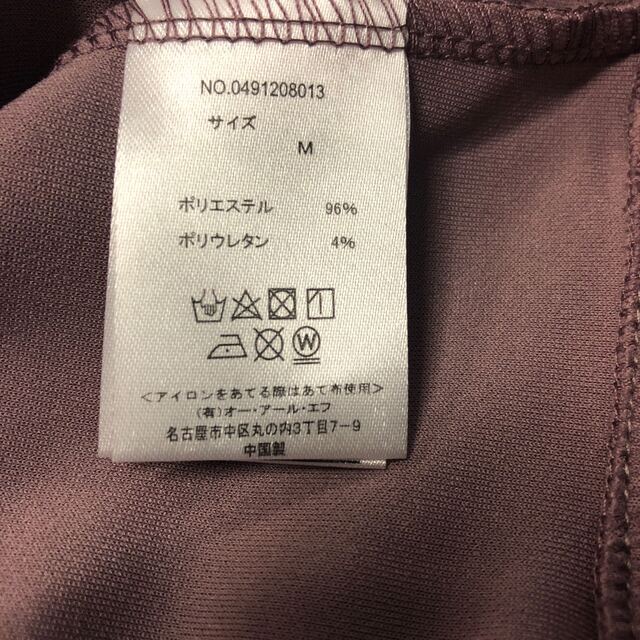 NO.0491208013
サイズ
M
ポリエステル 96%
ポリウレタン 4%
W
<アイロンをあてる際はあて布使用>
(有)オー・アール・エフ
名古屋市中区丸の内3丁目7-9
中国製